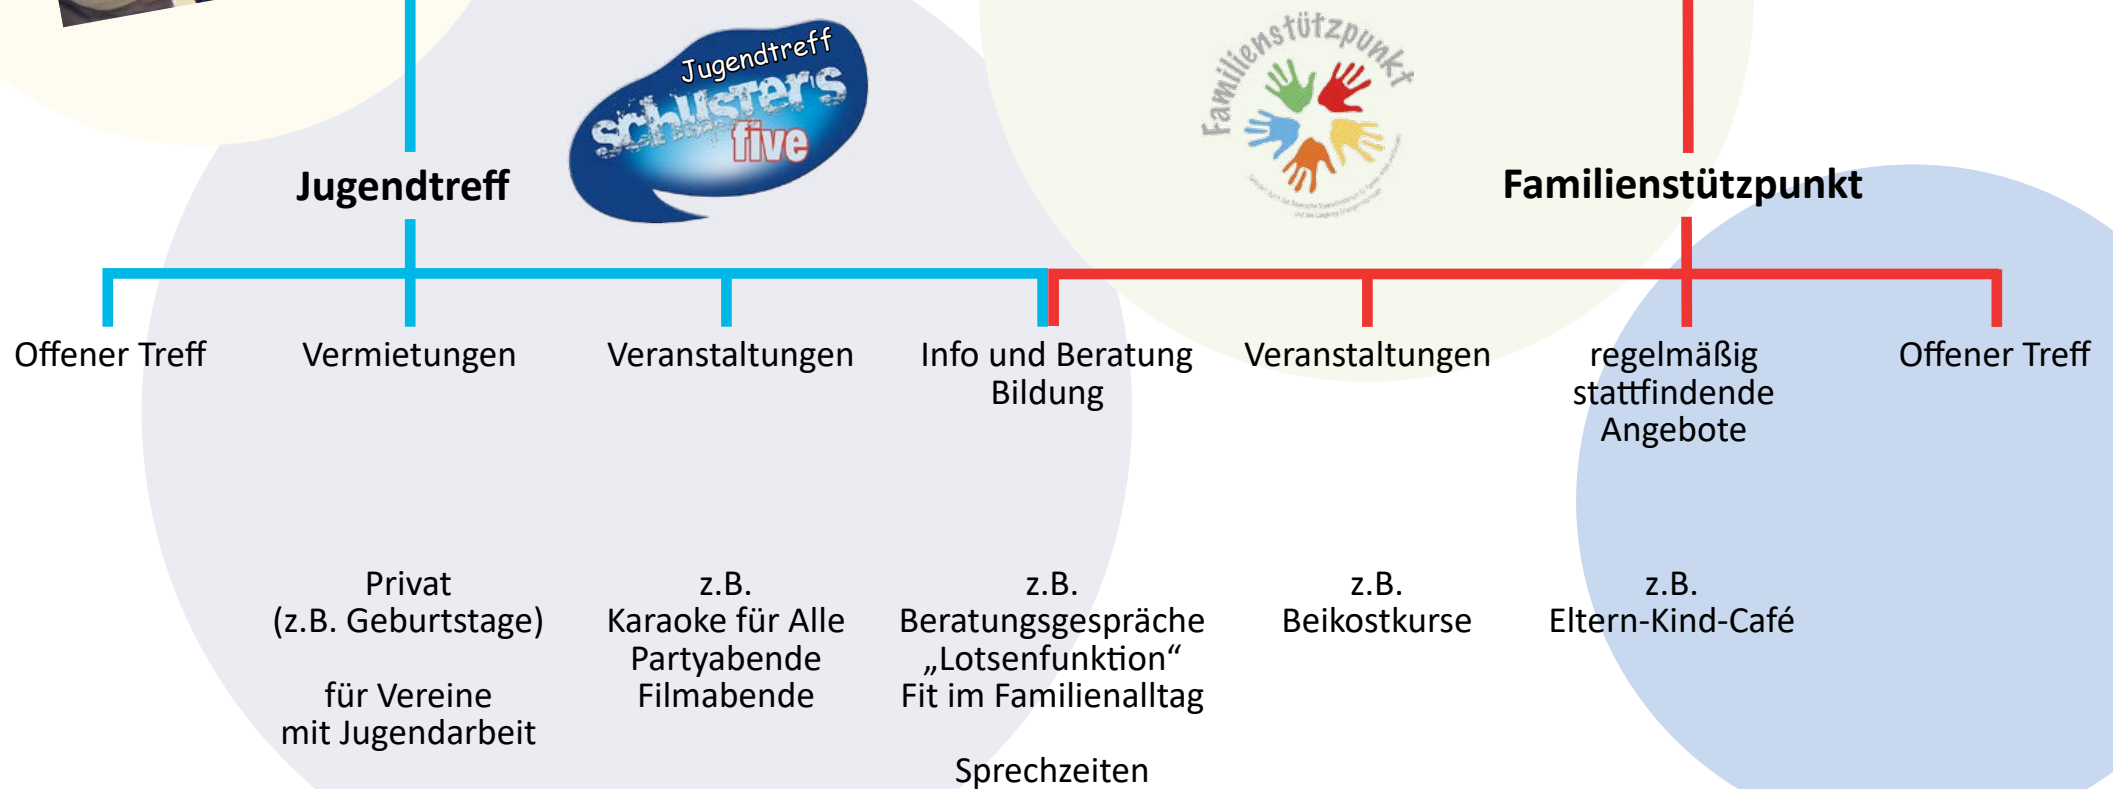 Jugendtreff
schusters
five
Familienstützpunkt
Jugendtreff
Familienstützpunkt
Offener Treff
Vermietungen
Veranstaltungen
Info und Beratung
Bildung
Veranstaltungen
regelmäßig
stattfindende
Angebote
Offener Treff
Privat
(z.B. Geburtstage)
für Vereine
mit Jugendarbeit
z.B.
Karaoke für Alle
Partyabende
Filmabende
z.B.
Beratungsgespräche
„Lotsenfunktion“
Fit im Familienalltag
Sprechzeiten
z.B.
Beikostkurse
z.B.
Eltern-Kind-Café